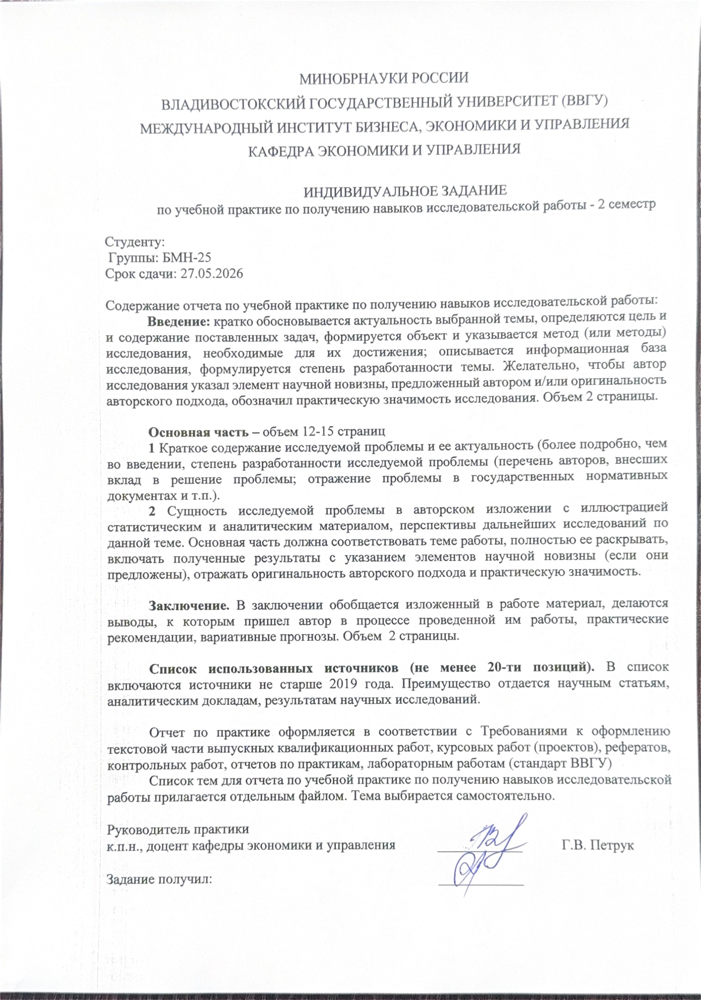 МИНОБРНАУКИ РОССИИ
ВЛАДИВОСТОКСКИЙ ГОСУДАРСТВЕННЫЙ УНИВЕРСИТЕТ (ВВГУ)
МЕЖДУНАРОДНЫЙ ИНСТИТУТ БИЗНЕСА, ЭКОНОМИКИ И УПРАВЛЕНИЯ
КАФЕДРА ЭКОНОМИКИ И УПРАВЛЕНИЯ
ИНДИВИДУАЛЬНОЕ ЗАДАНИЕ
по учебной практике по получению навыков исследовательской работы - 2 семестр
Студенту:
Группы: БМН-25
Срок сдачи: 27.05.2026
Содержание отчета по учебной практике по получению навыков исследовательской работы:
Введение: кратко обосновывается актуальность выбранной темы, определяются цель и
и содержание поставленных задач, формируется объект и указывается метод (или методы)
исследования, необходимые для их достижения; описывается информационная база
исследования, формулируется степень разработанности темы. Желательно, чтобы автор
исследования указал элемент научной новизны, предложенный автором и/или оригинальность
авторского подхода, обозначил практическую значимость исследования. Объем 2 страницы.
Основная часть – объем 12-15 страниц
1 Краткое содержание исследуемой проблемы и ее актуальность (более подробно, чем
во введении, степень разработанности исследуемой проблемы (перечень авторов, внесших
вклад в решение проблемы; отражение проблемы в государственных нормативных
документах и т.п.).
2 Сущность исследуемой проблемы в авторском изложении с иллюстрацией
статистическим и аналитическим материалом, перспективы дальнейших исследований по
данной теме. Основная часть должна соответствовать теме работы, полностью ее раскрывать,
включать полученные результаты с указанием элементов научной новизны (если они
предложены), отражать оригинальность авторского подхода и практическую значимость.
Заключение. В заключении обобщается изложенный в работе материал, делаются
выводы, к которым пришел автор в процессе проведенной им работы, практические
рекомендации, вариативные прогнозы. Объем 2 страницы.
Список использованных источников (не менее 20-ти позиций). В список
включаются источники не старше 2019 года. Преимущество отдается научным статьям,
аналитическим докладам, результатам научных исследований.
Отчет по практике оформляется в соответствии с Требованиями к оформлению
текстовой части выпускных квалификационных работ, курсовых работ (проектов), рефератов,
контрольных работ, отчетов по практикам, лабораторным работам (стандарт ВВГУ)
Список тем для отчета по учебной практике по получению навыков исследовательской
работы прилагается отдельным файлом. Тема выбирается самостоятельно.
Руководитель практики
к.п.н., доцент кафедры экономики и управления Г.В. Петрук
Задание получил: